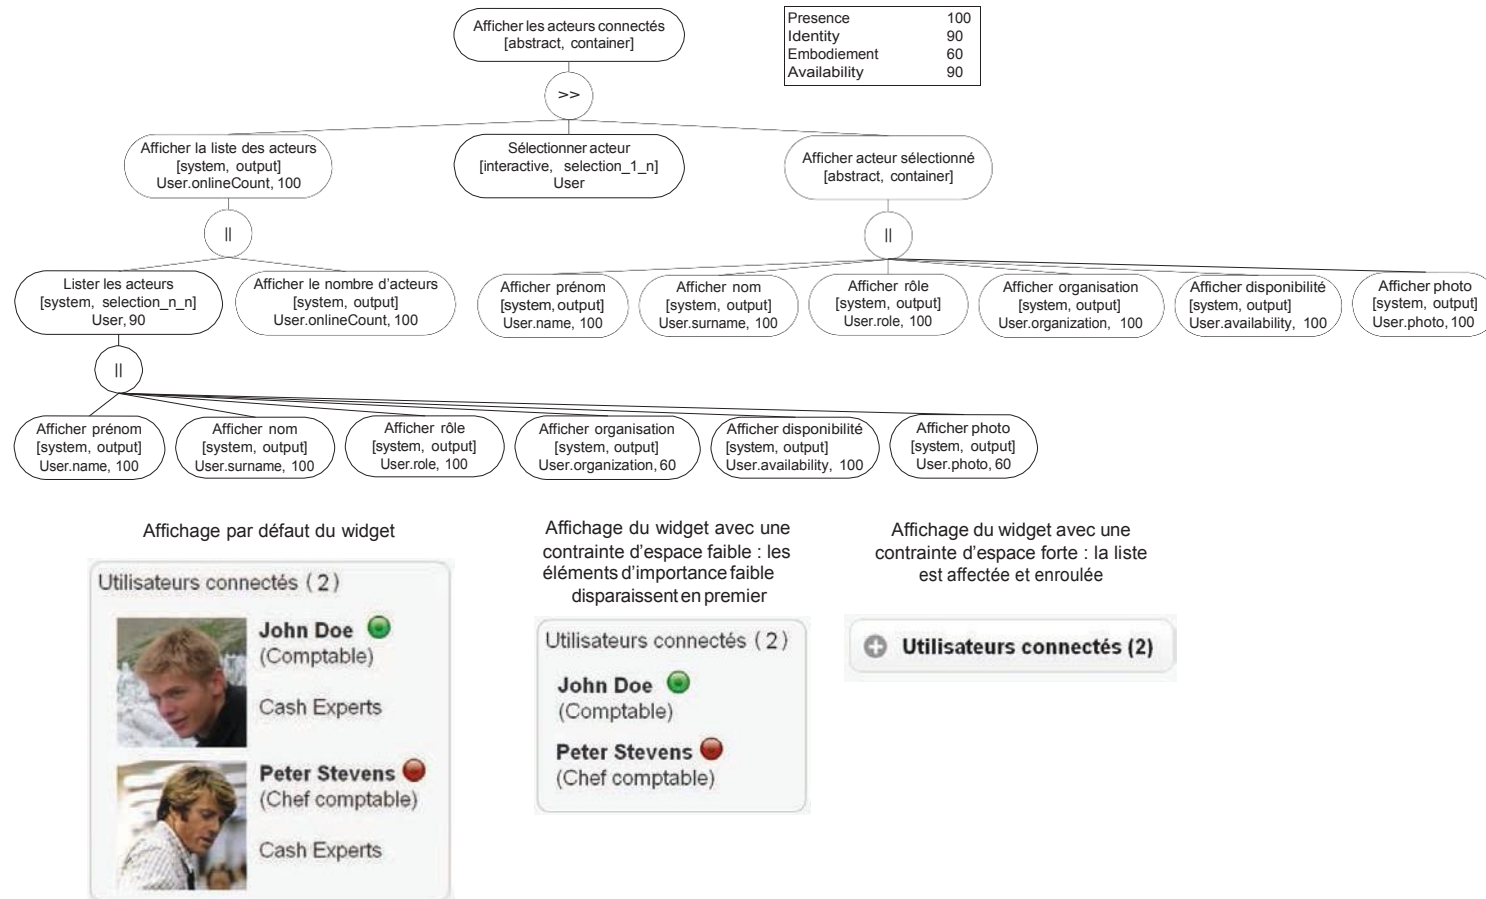 Afficher les acteurs connectés
[abstract, container]
Presence 100
Identity 90
Embodiement 60
Availability 90
>>
Afficher la liste des acteurs
[system, output]
User.onlineCount, 100
Sélectionner acteur
[interactive, selection_1_n]
User
Afficher acteur sélectionné
[abstract, container]
||
||
Lister les acteurs
[system, selection_n_n]
User, 90
Afficher le nombre d'acteurs
[system, output]
User.onlineCount, 100
Afficher prénom
[system, output]
User.name, 100
Afficher nom
[system, output]
User.surname, 100
Afficher rôle
[system, output]
User.role, 100
Afficher organisation
[system, output]
User.organization, 100
Afficher disponibilité
[system, output]
User.availability, 100
Afficher photo
[system, output]
User.photo, 100
||
Afficher prénom
[system, output]
User.name, 100
Afficher nom
[system, output]
User.surname, 100
Afficher rôle
[system, output]
User.role, 100
Afficher organisation
[system, output]
User.organization, 60
Afficher disponibilité
[system, output]
User.availability, 100
Afficher photo
[system, output]
User.photo, 60
Affichage par défaut du widget
Utilisateurs connectés (2)
John Doe
(Comptable)
Cash Experts
Peter Stevens
(Chef comptable)
Cash Experts
Affichage du widget avec une
contrainte d'espace faible : les
éléments d'importance faible
disparaissent en premier
Utilisateurs connectés (2)
John Doe
(Comptable)
Peter Stevens
(Chef comptable)
Affichage du widget avec une
contrainte d'espace forte : la liste
est affectée et enroulée
Utilisateurs connectés (2)